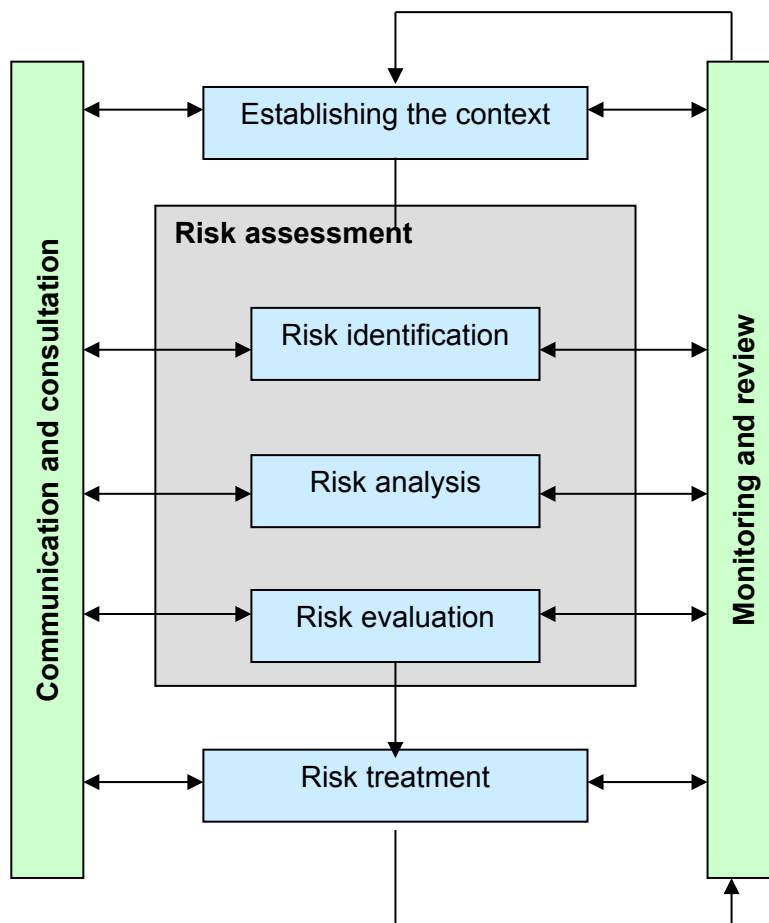 Establishing the context
Risk assessment
Communication and consultation
Risk identification
Risk analysis
Risk evaluation
Monitoring and review
Risk treatment